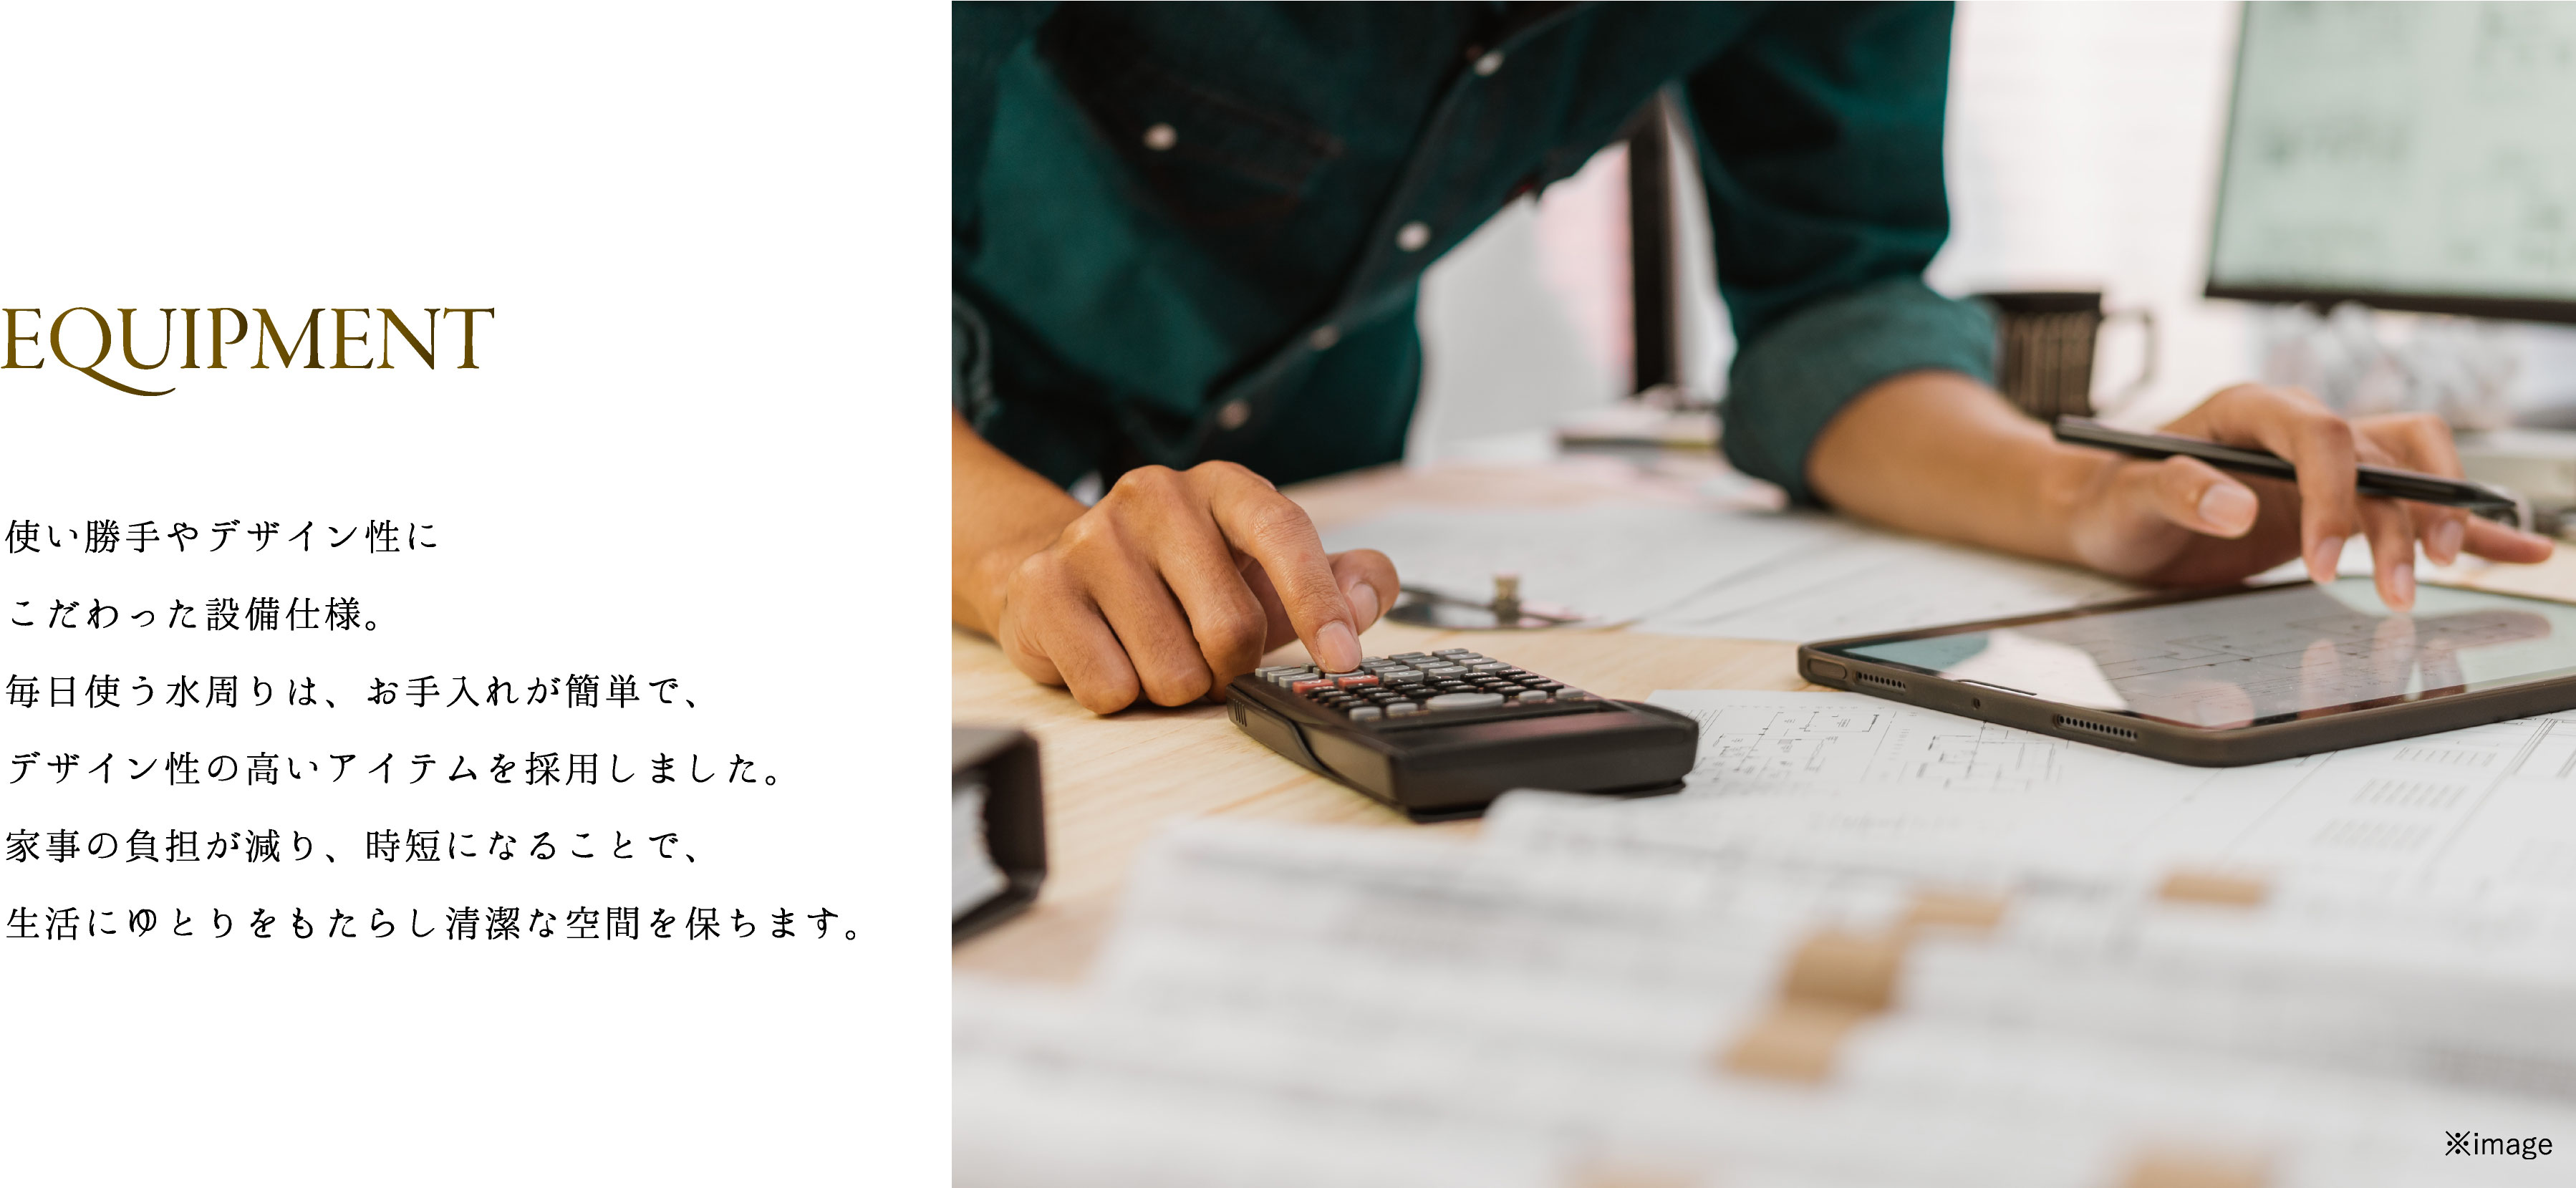 EQUIPMENT
使い勝手やデザイン性に
こだわった設備仕様。
毎日使う水周りは、お手入れが簡単で、
デザイン性の高いアイテムを採用しました。
家事の負担が減り、時短になることで、
生活にゆとりをもたらし清潔な空間を保ちます。
※image